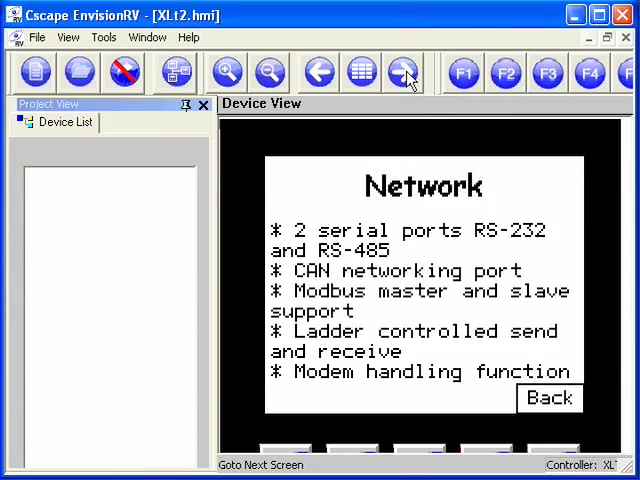 Cscape EnvisionRV - [XLt2.hmi]
File View Tools Window Help
F1 F2 F3 F4
Project View
Device View
Device List
Network
* 2 serial ports RS-232
and RS-485
* CAN networking port
* Modbus master and slave
support
* Ladder controlled send
and receive
* Modem handling function
Back
Goto Next Screen
Controller: XL